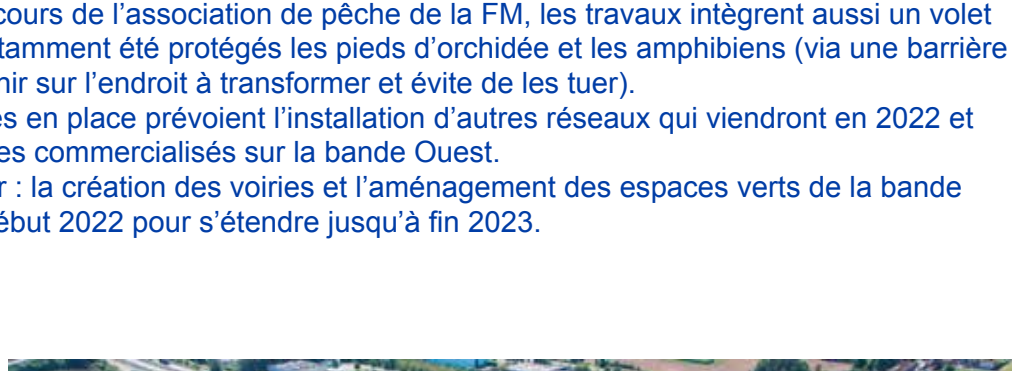 cours de l’association de pêche de la FM, les travaux intègrent aussi un volet
tamment été protégés les pieds d’orchidée et les amphibiens (via une barrière
nir sur l’endroit à transformer et évite de les tuer).
es en place prévoient l’installation d’autres réseaux qui viendront en 2022 et
es commercialisés sur la bande Ouest.
r : la création des voiries et l’aménagement des espaces verts de la bande
ébut 2022 pour s’étendre jusqu’à fin 2023.